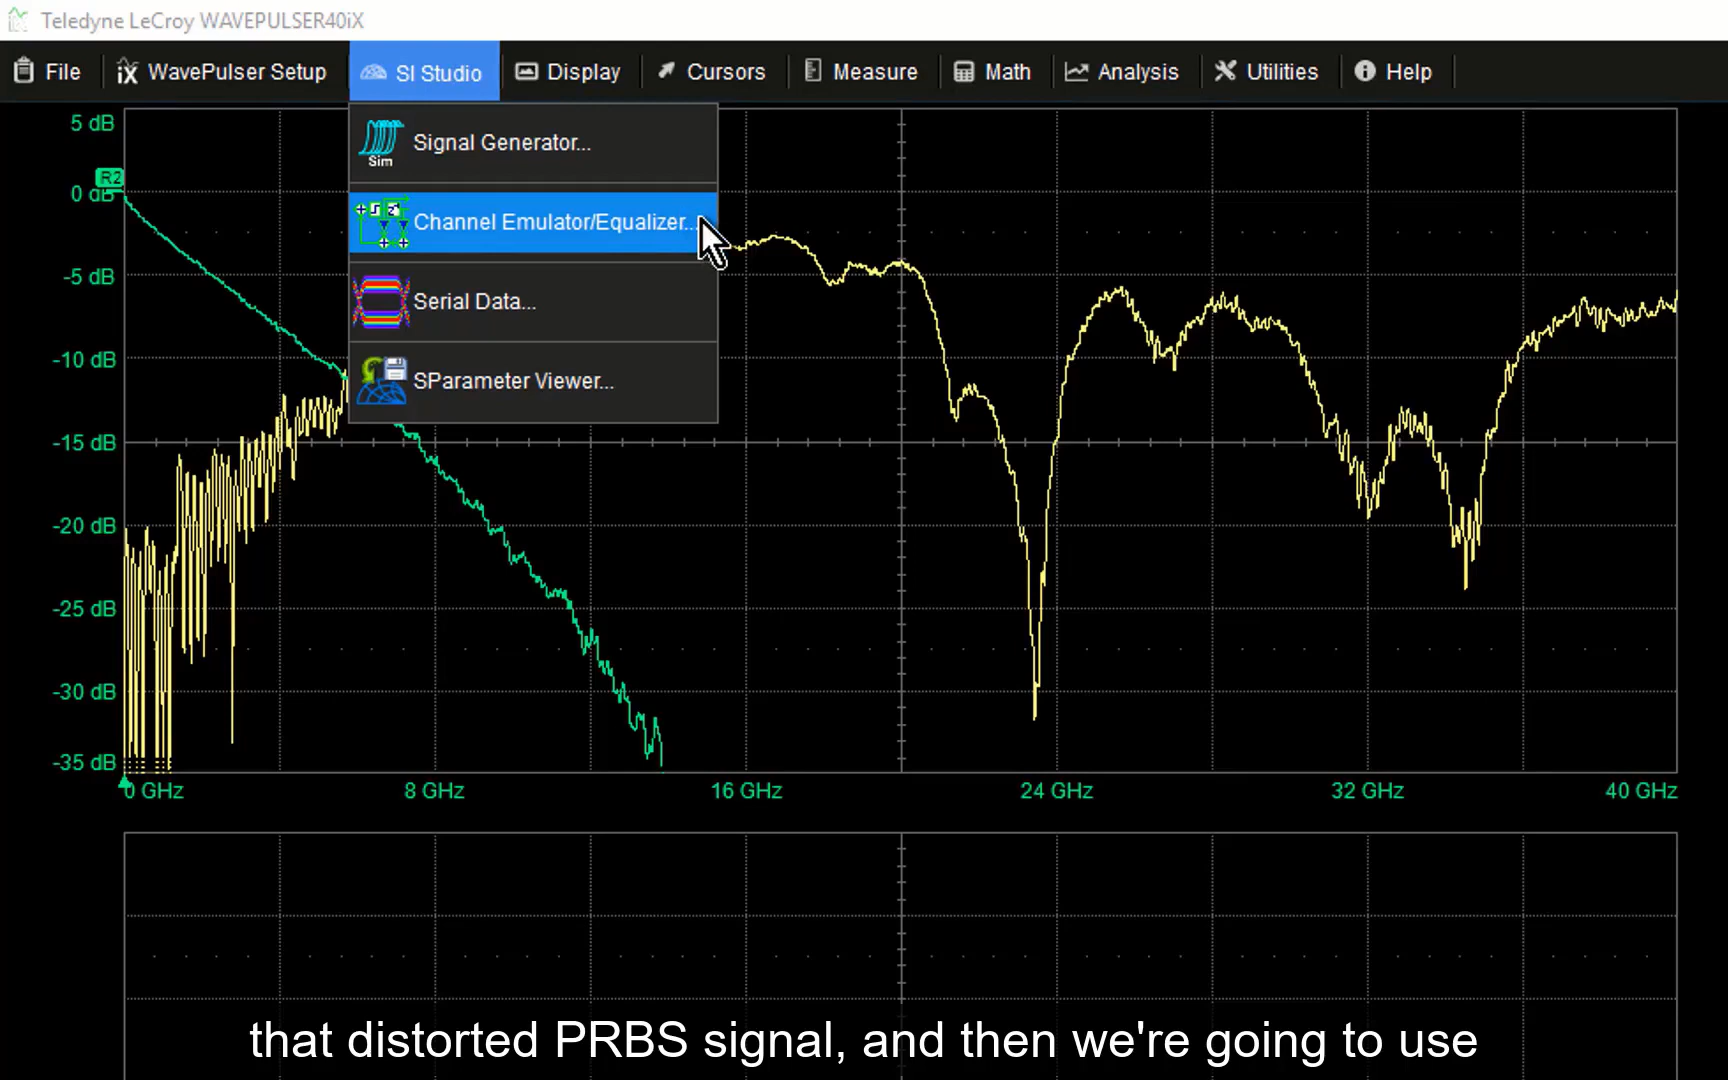 Teledyne LeCroy WAVEPULSER40iX
File WavePulser Setup SI Studio Display Cursors Measure Math Analysis Utilities Help
5 dB
R2
0 dB
-5 dB
-10 dB
-15 dB
-20 dB
-25 dB
-30 dB
-35 dB
Sim Signal Generator...
Channel Emulator/Equalizer...
Serial Data...
SParameter Viewer...
0 GHz 8 GHz 16 GHz 24 GHz 32 GHz 40 GHz
that distorted PRBS signal, and then we're going to use